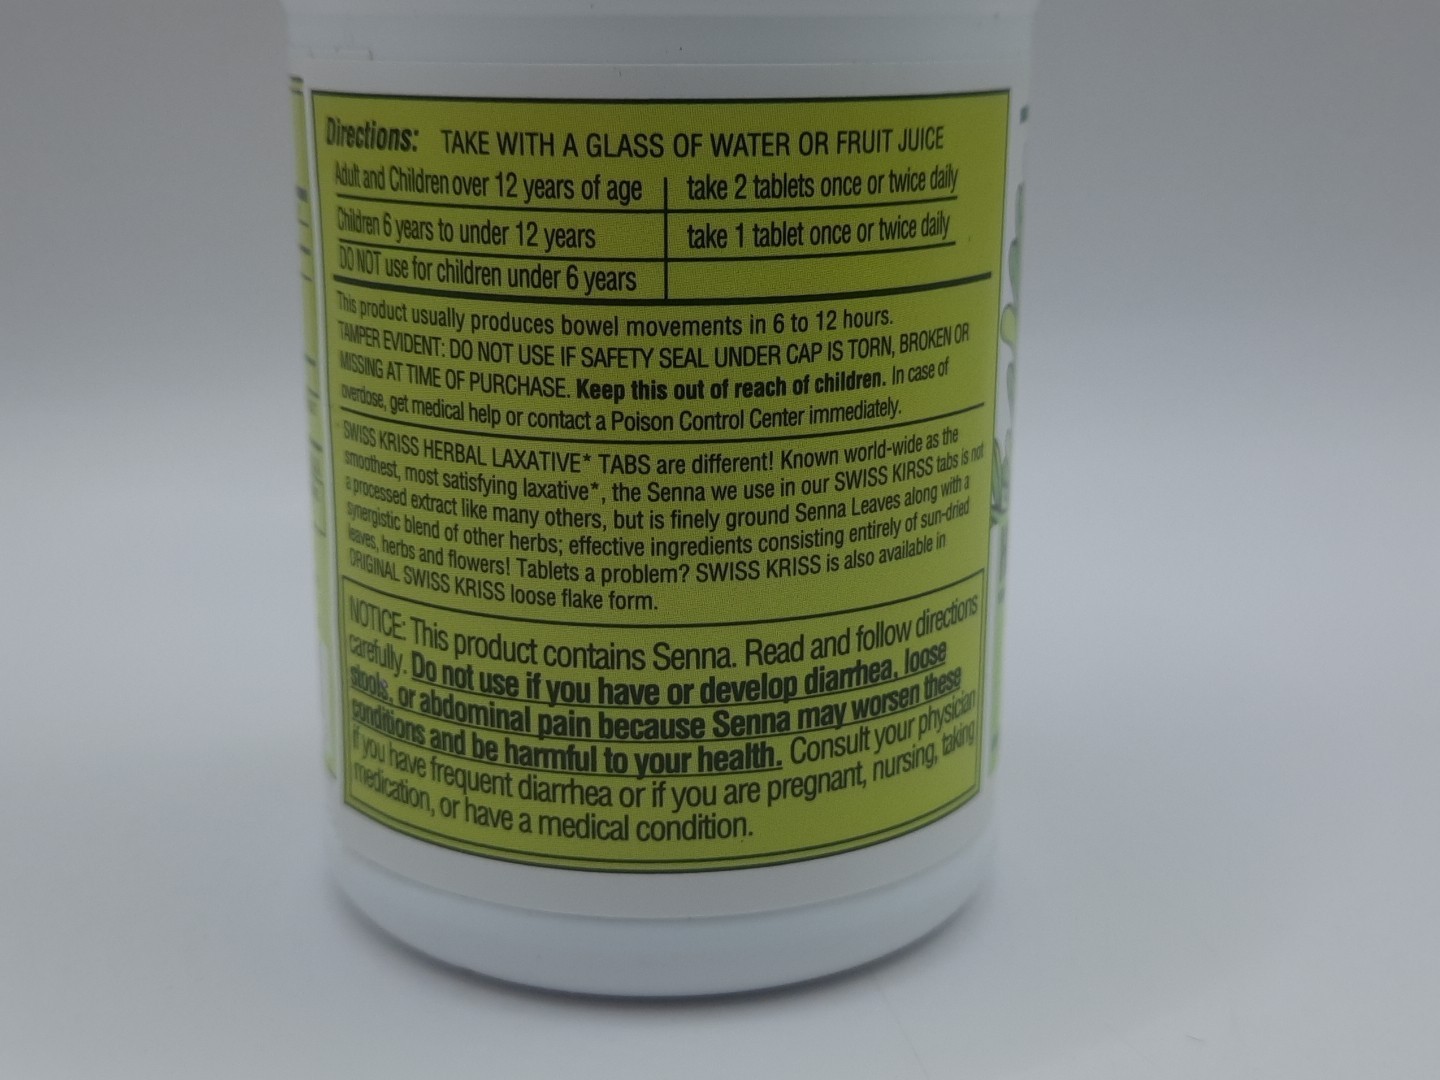 Directions: TAKE WITH A GLASS OF WATER OR FRUIT JUICE
Adult and Children over 12 years of age take 2 tablets once or twice daily
Children 6 years to under 12 years take 1 tablet once or twice daily
DO NOT use for children under 6 years
This product usually produces bowel movements in 6 to 12 hours.
TAMPER EVIDENT: DO NOT USE IF SAFETY SEAL UNDER CAP IS TORN, BROKEN OR
MISSING AT TIME OF PURCHASE. Keep this out of reach of children. In case of
overdose, get medical help or contact a Poison Control Center immediately.
SWISS KRISS HERBAL LAXATIVE* TABS are different! Known world-wide as the
smoothest, most satisfying laxative*, the Senna we use in our SWISS KIRSS tabs is not
a processed extract like many others, but is finely ground Senna Leaves along with a
synergistic blend of other herbs; effective ingredients consisting entirely of sun-dried
leaves, herbs and flowers! Tablets a problem? SWISS KRISS is also available in
ORIGINAL SWISS KRISS loose flake form.
NOTICE: This product contains Senna. Read and follow directions
carefully. Do not use if you have or develop diarrhea, loose
stools, or abdominal pain because Senna may worsen these
conditions and be harmful to your health. Consult your physician
if you have frequent diarrhea or if you are pregnant, nursing, taking
medication, or have a medical condition.